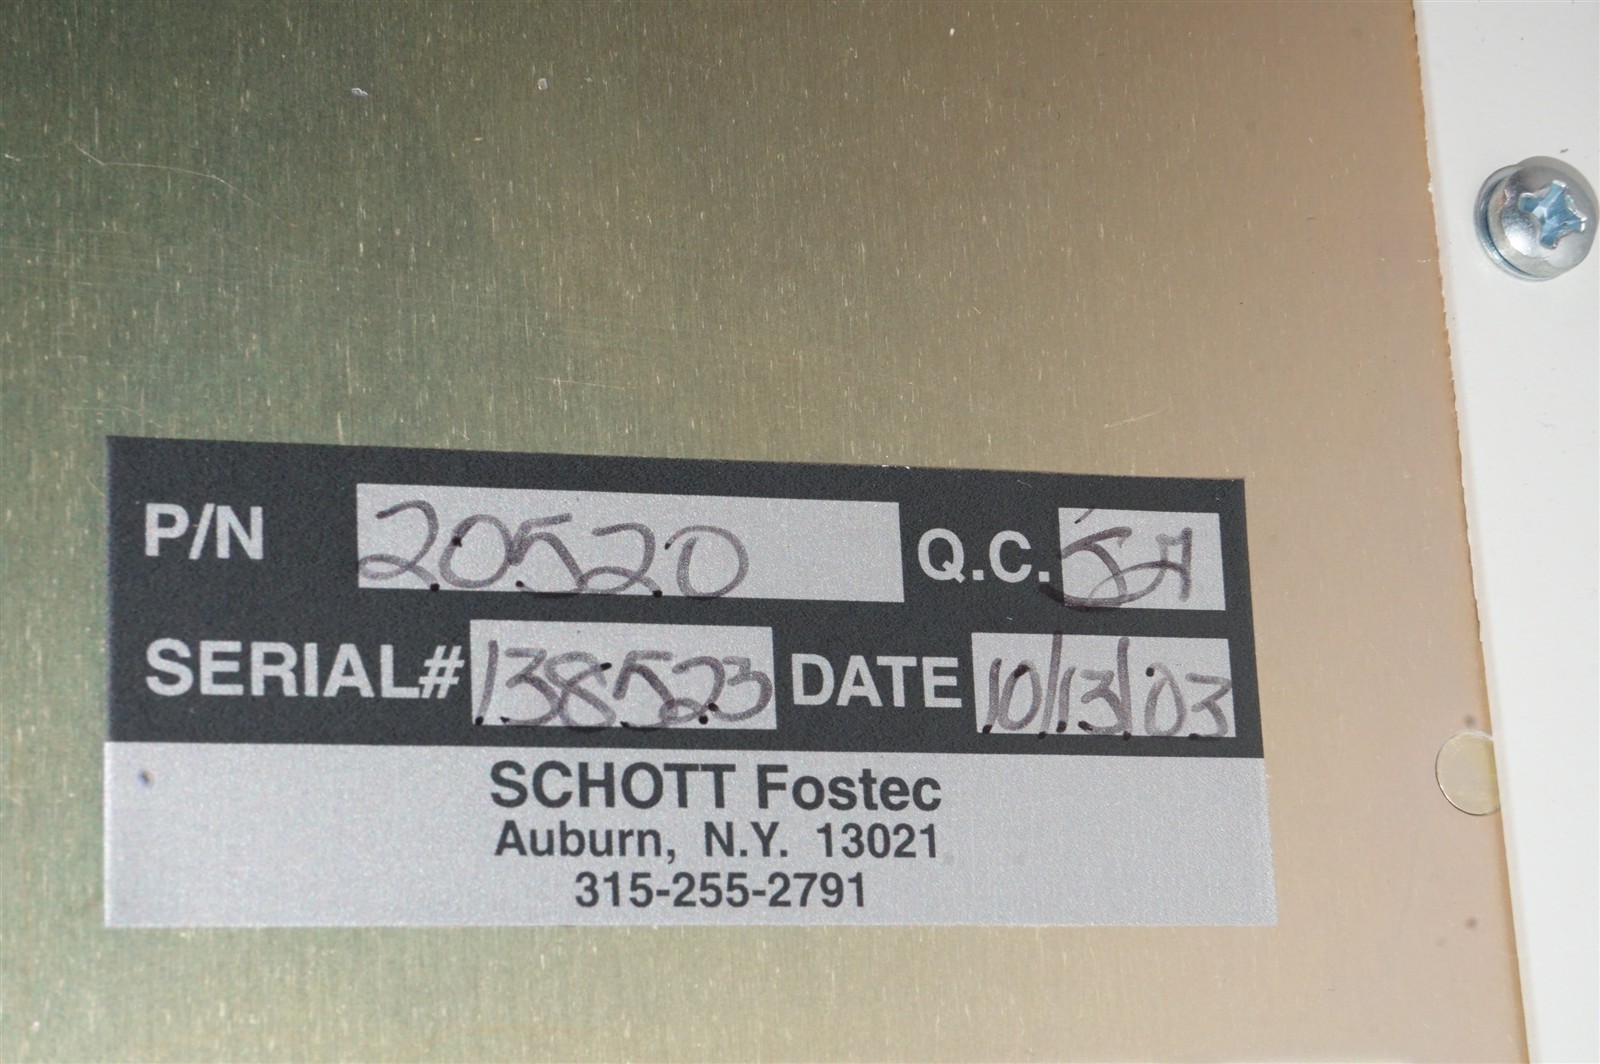 P/N 20520 Q.C.
SERIAL# 138523 DATE 10/13/03
SCHOTT Fostec
Auburn, N.Y. 13021
315-255-2791